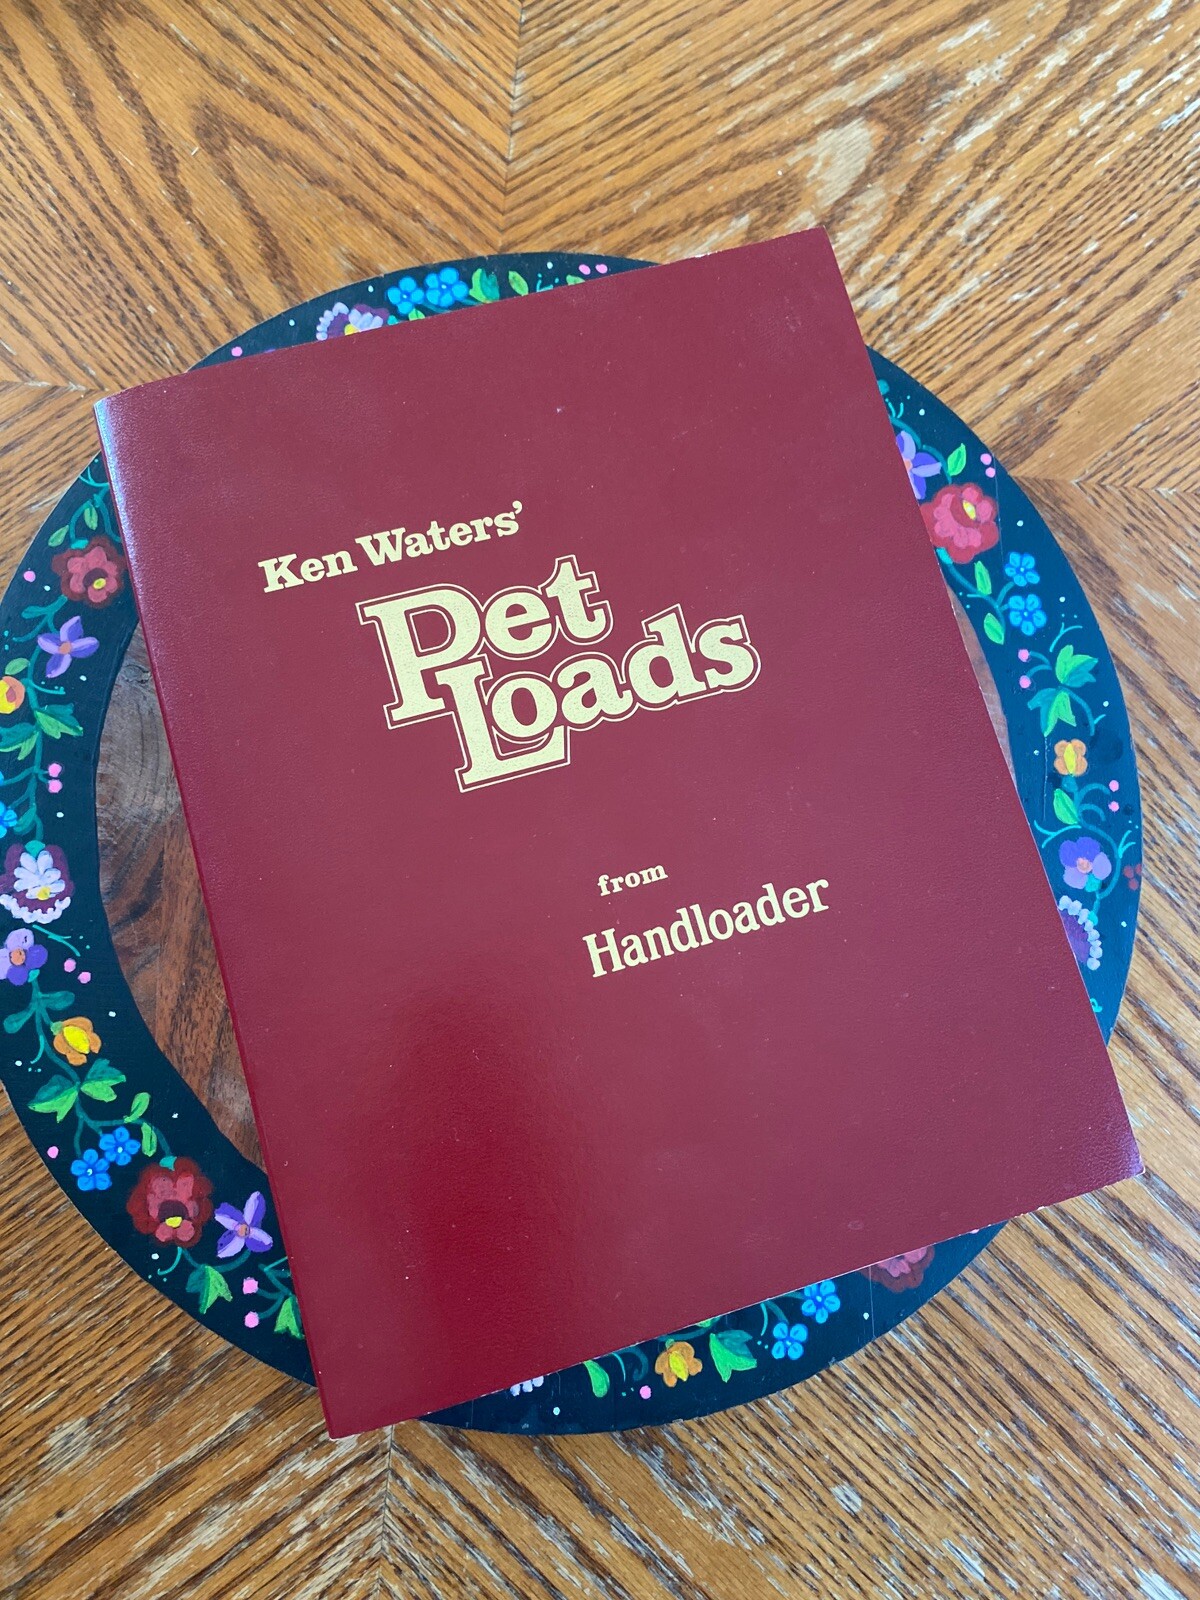 Ken Waters'
Pet
Loads
from
Handloader